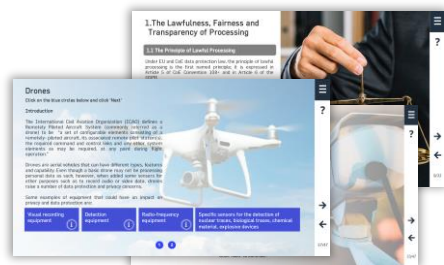 1.The Lawfulness, Fairness and
Transparency of Processing
1.1 The Principle of Lawful Processing
Under EU and CoE data protection law, the principle of lawful
processing is the first named principle; it is expressed in
Article 5 of CoE Convention 108+ and in Article 6 of the
?
Drones
Click on the blue circles below and click 'Next'
Introduction
The International Civil Aviation Organization (ICAO) defines a
Remotely Piloted Aircraft System (commonly referred as a
drone) to be "a set of configurable elements consisting of a
remotely- piloted aircraft, its associated remote pilot station(s),
the required command and control links and any other system
elements as may be required, at any point during flight
operation."
Drones are aerial vehicles that can have different types, features
and capability. Even though a basic drone may not be processing
personal data as such, however, when added some sensors for
other purposes such as to record audio or video data, drones
raise a number of data protection and privacy concerns.
Some examples of equipment that could have an impact on
privacy and data protection are:
Visual recording
equipment
Detection
equipment
Radio-frequency
equipment
Specific sensors for the detection of
nuclear traces, biological traces, chemical
material, explosive devices
?
?